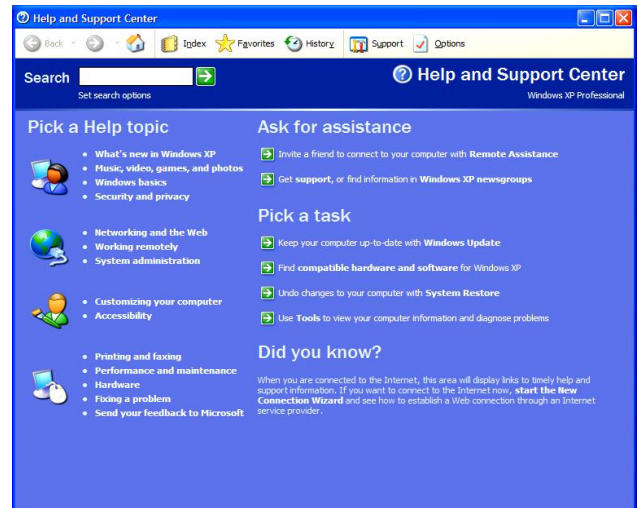 Help and Support Center
Back
Index
Favorites
History
Support
Options
Search
Set search options
Help and Support Center
Windows XP Professional
Pick a Help topic
What's new in Windows XP
Music, video, games, and photos
Windows basics
Security and privacy
Networking and the Web
Working remotely
System administration
Customizing your computer
Accessibility
Printing and faxing
Performance and maintenance
Hardware
Fixing a problem
Send your feedback to Microsoft
Ask for assistance
Invite a friend to connect to your computer with Remote Assistance
Get support, or find information in Windows XP newsgroups
Pick a task
Keep your computer up-to-date with Windows Update
Find compatible hardware and software for Windows XP
Undo changes to your computer with System Restore
Use Tools to view your computer information and diagnose problems
Did you know?
When you are connected to the Internet, this area will display links to timely help and
support information. If you want to connect to the Internet now, start the New
Connection Wizard and see how to establish a Web connection through an Internet
service provider.